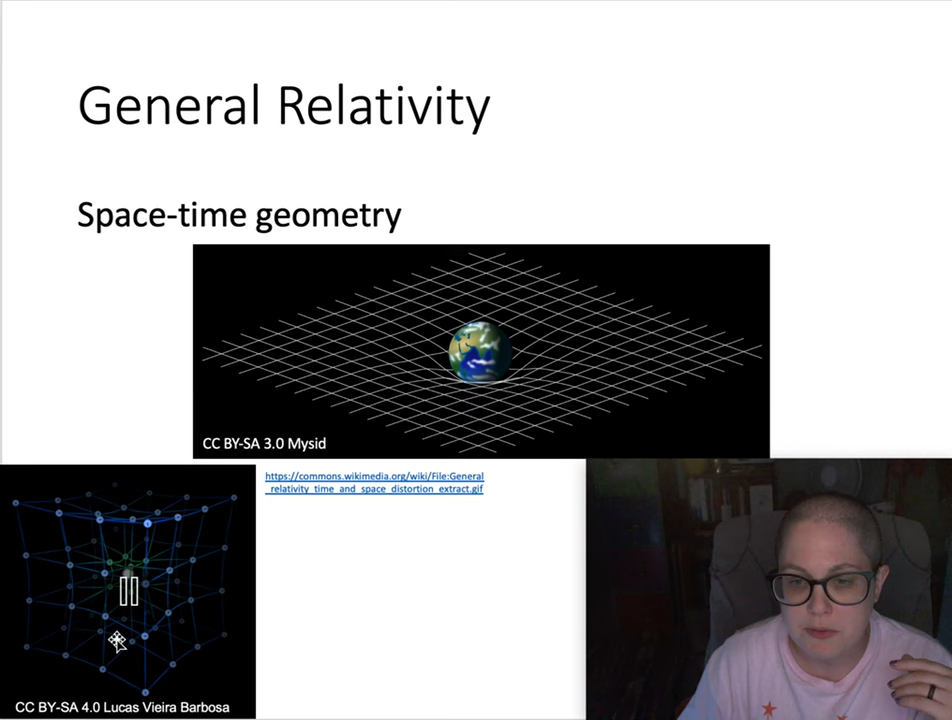 General Relativity
Space-time geometry
CC BY-SA 3.0 Mysid
https://commons.wikimedia.org/wiki/File:General
_relativity_time_and_space_distortion_extract.gif
CC BY-SA 4.0 Lucas Vieira Barbosa